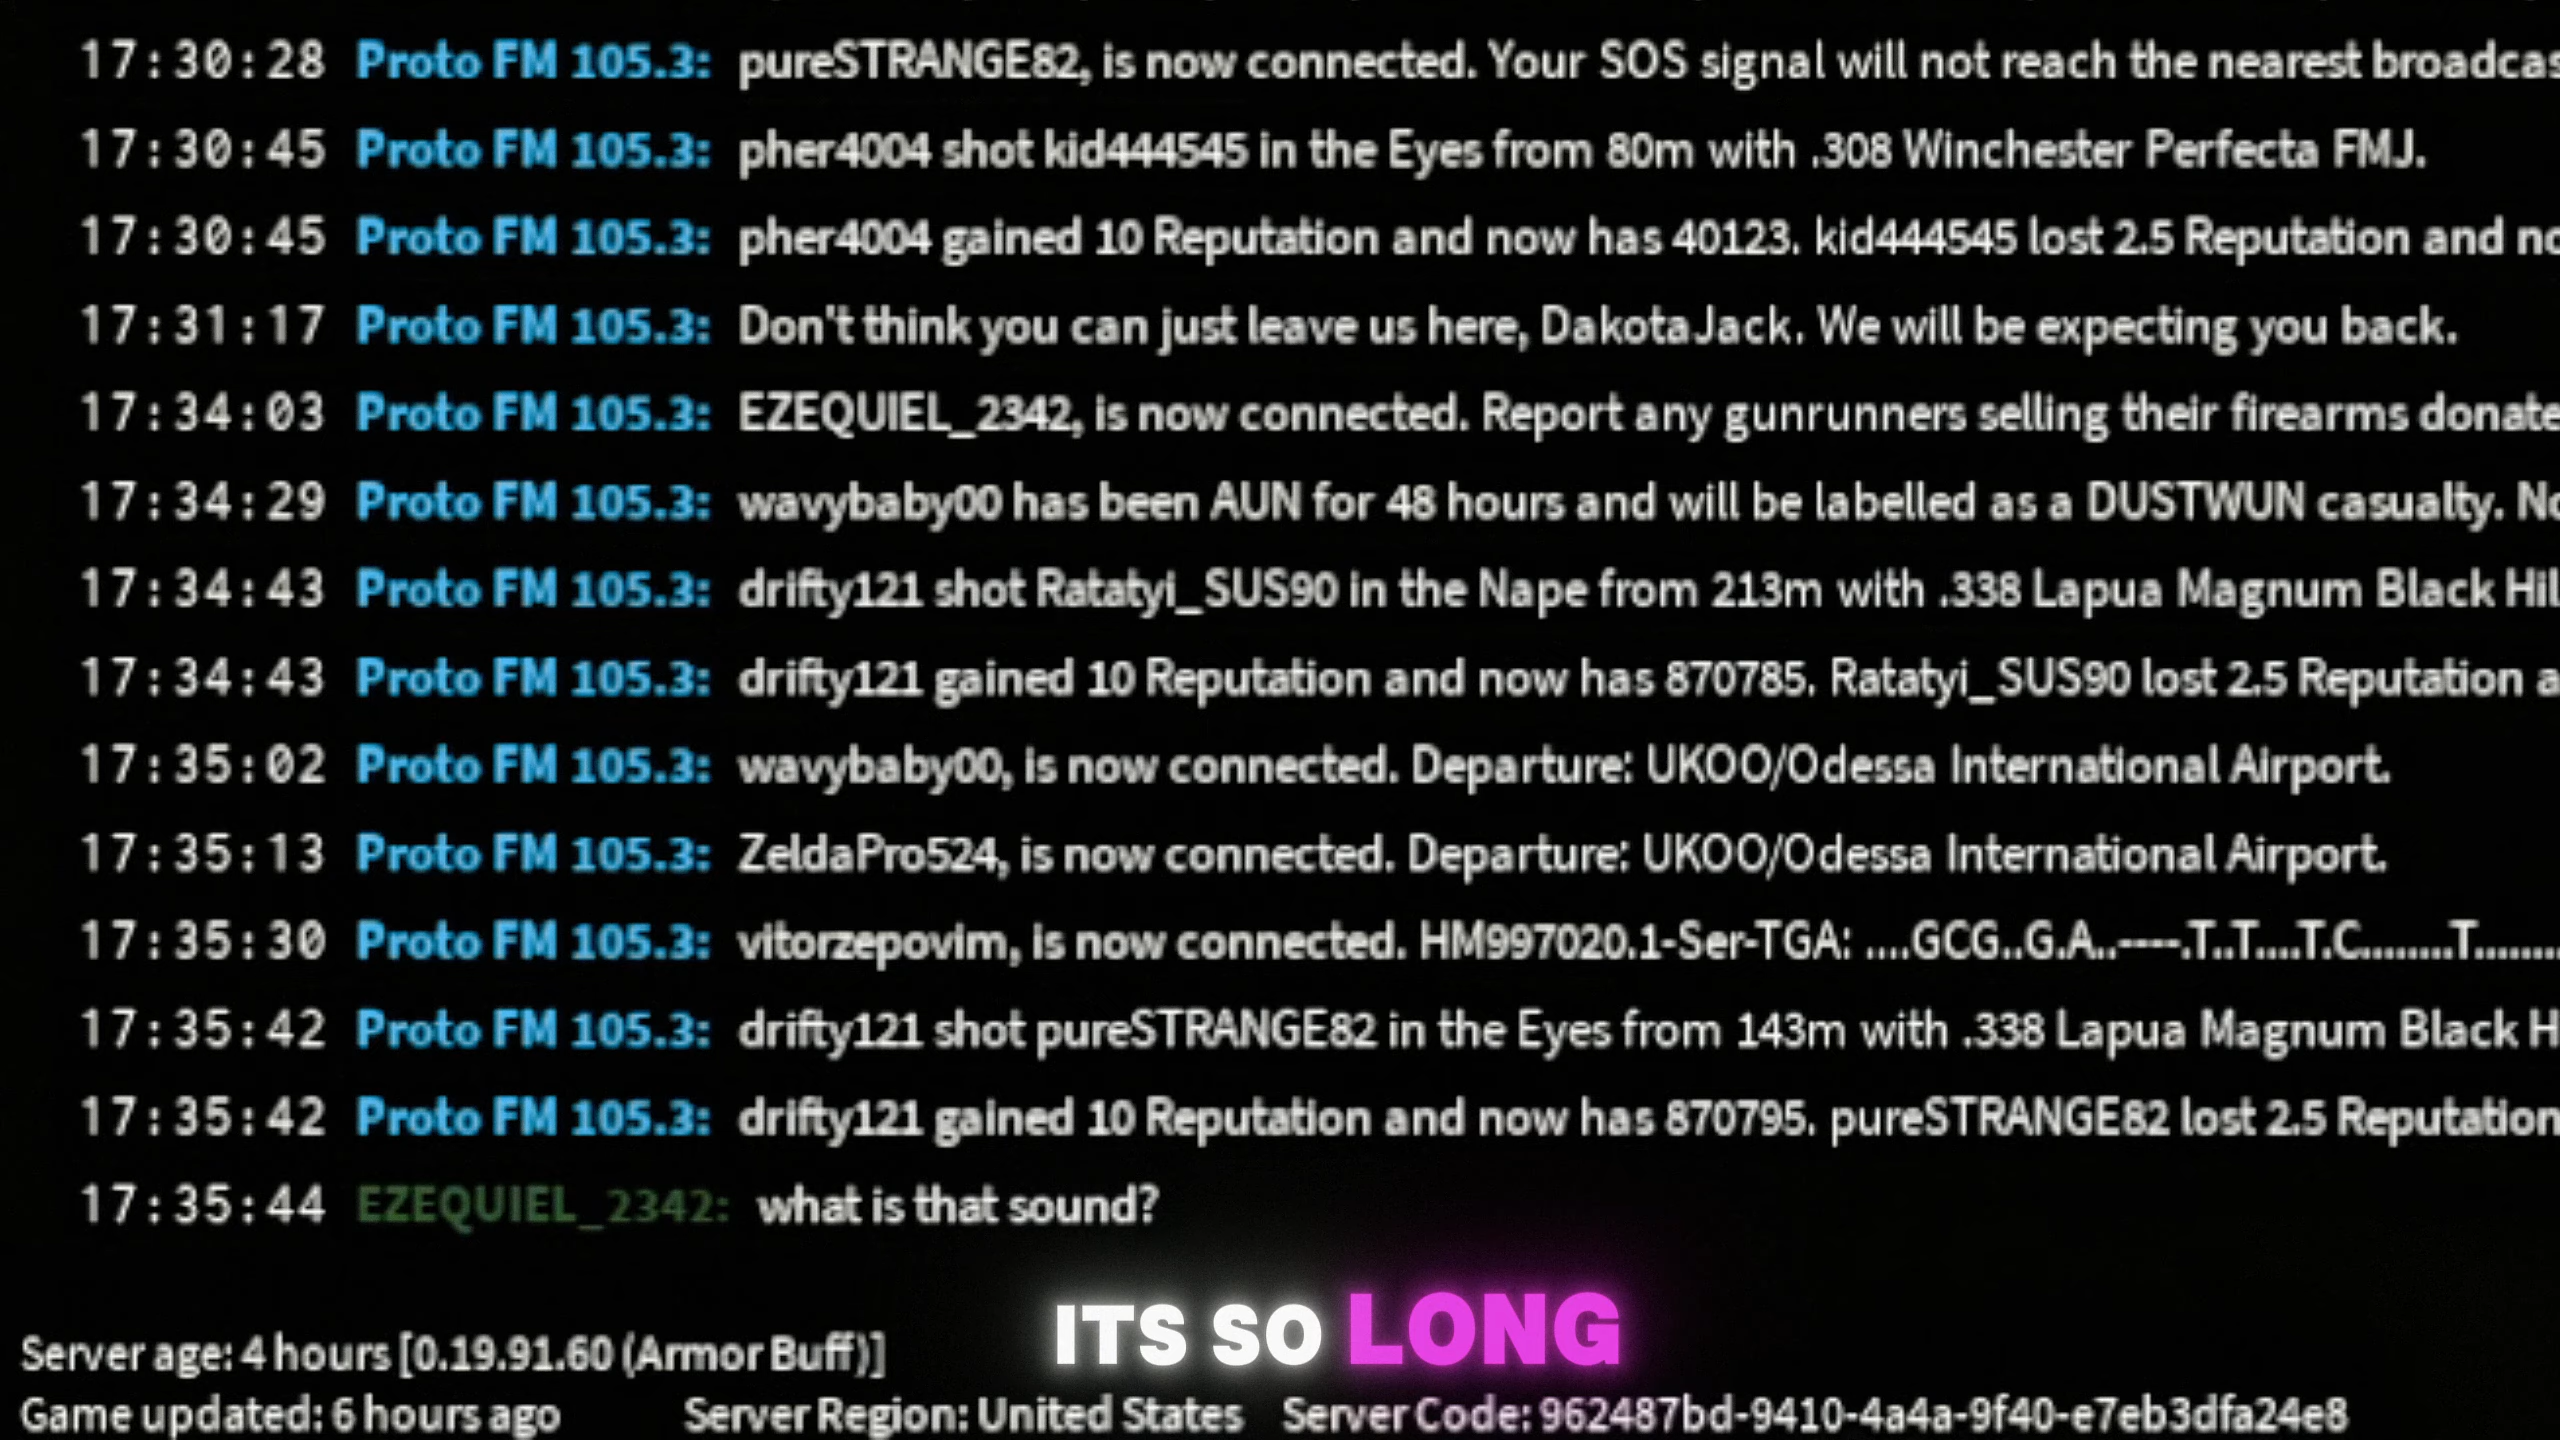 17:30:28 Proto FM 105.3: pureSTRANGE82, is now connected. Your SOS signal will not reach the nearest broadcas
17:30:45 Proto FM 105.3: pher4004 shot kid444545 in the Eyes from 80m with .308 Winchester Perfecta FMJ.
17:30:45 Proto FM 105.3: pher4004 gained 10 Reputation and now has 40123. kid444545 lost 2.5 Reputation and no
17:31:17 Proto FM 105.3: Don't think you can just leave us here, DakotaJack. We will be expecting you back.
17:34:03 Proto FM 105.3: EZEQUIEL_2342, is now connected. Report any gunrunners selling their firearms donate
17:34:29 Proto FM 105.3: wavybaby00 has been AUN for 48 hours and will be labelled as a DUSTWUN casualty. No
17:34:43 Proto FM 105.3: drifty121 shot Ratatyi_SUS90 in the Nape from 213m with .338 Lapua Magnum Black Hil
17:34:43 Proto FM 105.3: drifty121 gained 10 Reputation and now has 870785. Ratatyi_SUS90 lost 2.5 Reputation a
17:35:02 Proto FM 105.3: wavybaby00, is now connected. Departure: UKOO/Odessa International Airport.
17:35:13 Proto FM 105.3: ZeldaPro524, is now connected. Departure: UKOO/Odessa International Airport.
17:35:30 Proto FM 105.3: vitorzepovim, is now connected. HM997020.1-Ser-TGA: ....GCG..G.A..----.T..T....T.C........T........
17:35:42 Proto FM 105.3: drifty121 shot pureSTRANGE82 in the Eyes from 143m with .338 Lapua Magnum Black H
17:35:42 Proto FM 105.3: drifty121 gained 10 Reputation and now has 870795. pureSTRANGE82 lost 2.5 Reputation
17:35:44 EZEQUIEL_2342: what is that sound?
ITS SO LONG
Server age: 4 hours [0.19.91.60 (Armor Buff)]
Game updated: 6 hours ago Server Region: United States Server Code: 962487bd-9410-4a4a-9f40-e7eb3dfa24e8